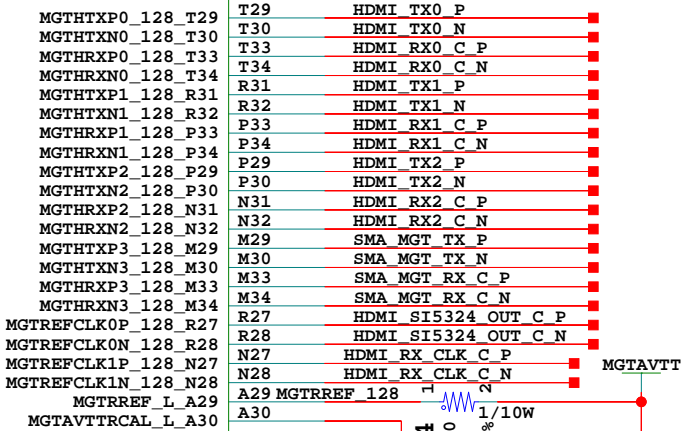 MGTHTXP0_128_T29 T29 HDMI_TX0_P
MGTHTXN0_128_T30 T30 HDMI_TX0_N
MGTHRXP0_128_T33 T33 HDMI_RX0_C_P
MGTHRXN0_128_T34 T34 HDMI_RX0_C_N
MGTHTXP1_128_R31 R31 HDMI_TX1_P
MGTHTXN1_128_R32 R32 HDMI_TX1_N
MGTHRXP1_128_P33 P33 HDMI_RX1_C_P
MGTHRXN1_128_P34 P34 HDMI_RX1_C_N
MGTHTXP2_128_P29 P29 HDMI_TX2_P
MGTHTXN2_128_P30 P30 HDMI_TX2_N
MGTHRXP2_128_N31 N31 HDMI_RX2_C_P
MGTHRXN2_128_N32 N32 HDMI_RX2_C_N
MGTHTXP3_128_M29 M29 SMA_MGT_TX_P
MGTHTXN3_128_M30 M30 SMA_MGT_TX_N
MGTHRXP3_128_M33 M33 SMA_MGT_RX_C_P
MGTHRXN3_128_M34 M34 SMA_MGT_RX_C_N
MGTREFCLK0P_128_R27 R27 HDMI_SI5324_OUT_C_P
MGTREFCLK0N_128_R28 R28 HDMI_SI5324_OUT_C_N
MGTREFCLK1P_128_N27 N27 HDMI_RX_CLK_C_P MGTAVTT
MGTREFCLK1N_128_N28 N28 HDMI_RX_CLK_C_N
MGTRREF_L_A29 A29 MGTRREF_128 1 2
MGTAVTTRCAL_L_A30 A30 1/10W